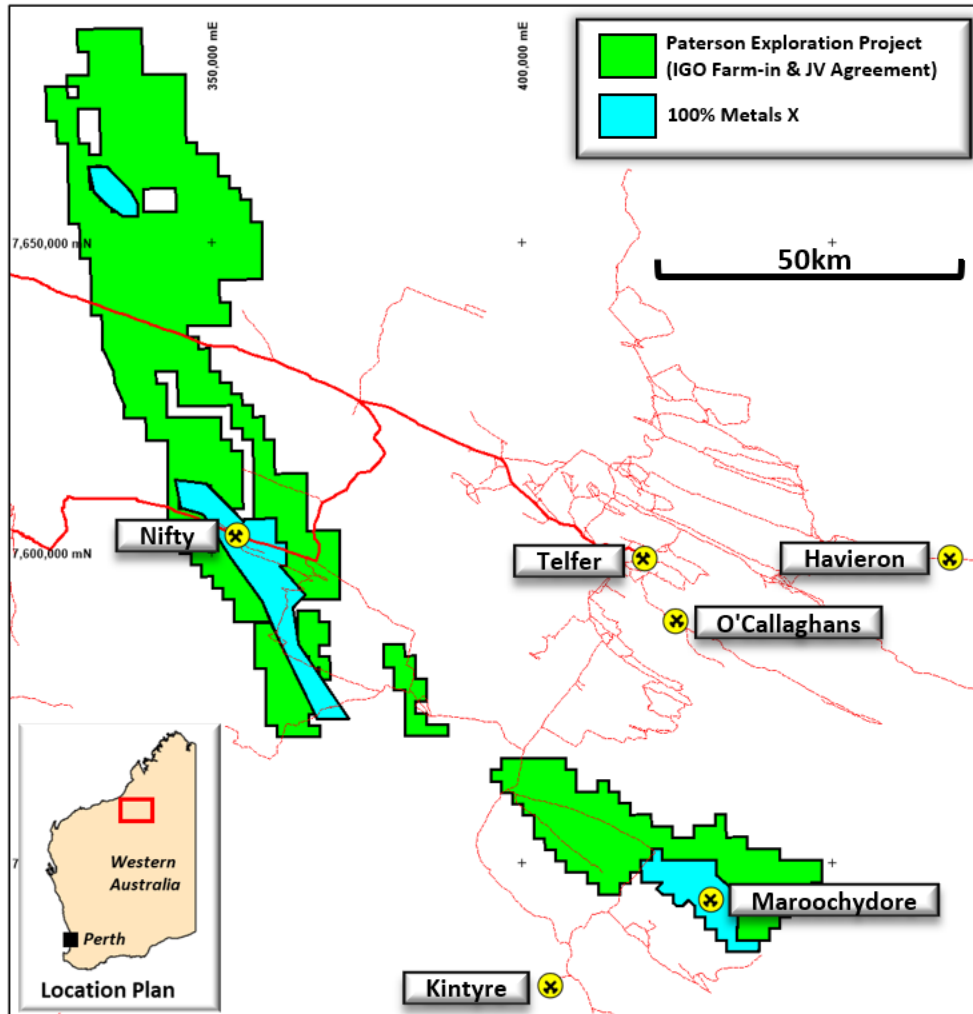 350,000 mE
400,000 mE
Paterson Exploration Project
(IGO Farm-in & JV Agreement)
100% Metals X
7,650,000 mN
50km
Nifty
7,600,000 mN
Telfer
Havieron
O'Callaghans
Western
Australia
Perth
Location Plan
7
Maroochydore
Kintyre